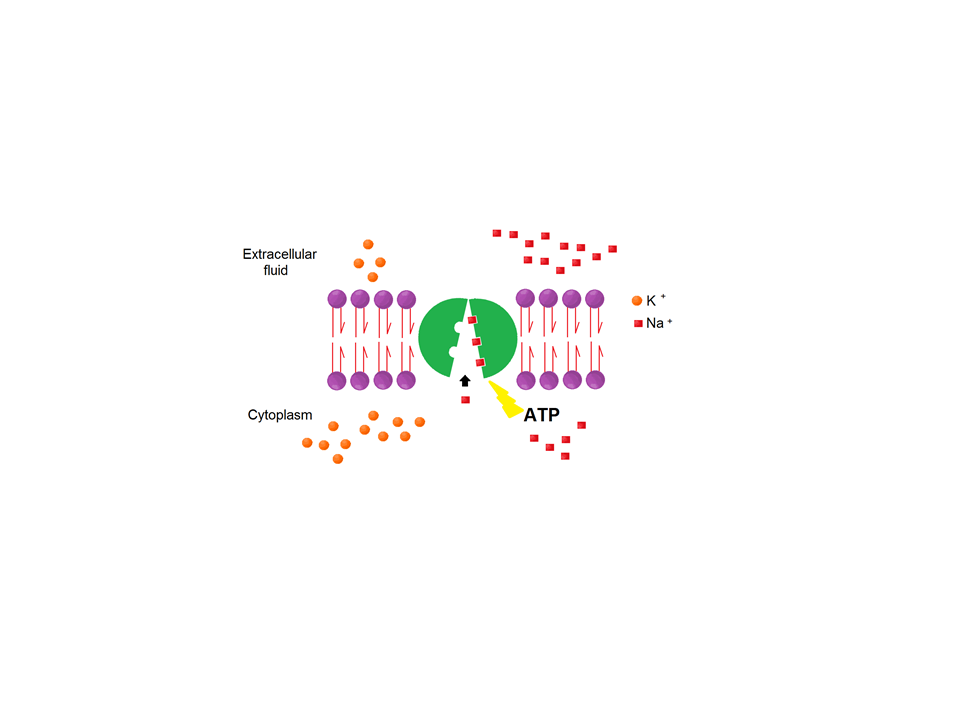 Extracellular
fluid
K +
Na +
Cytoplasm
ATP